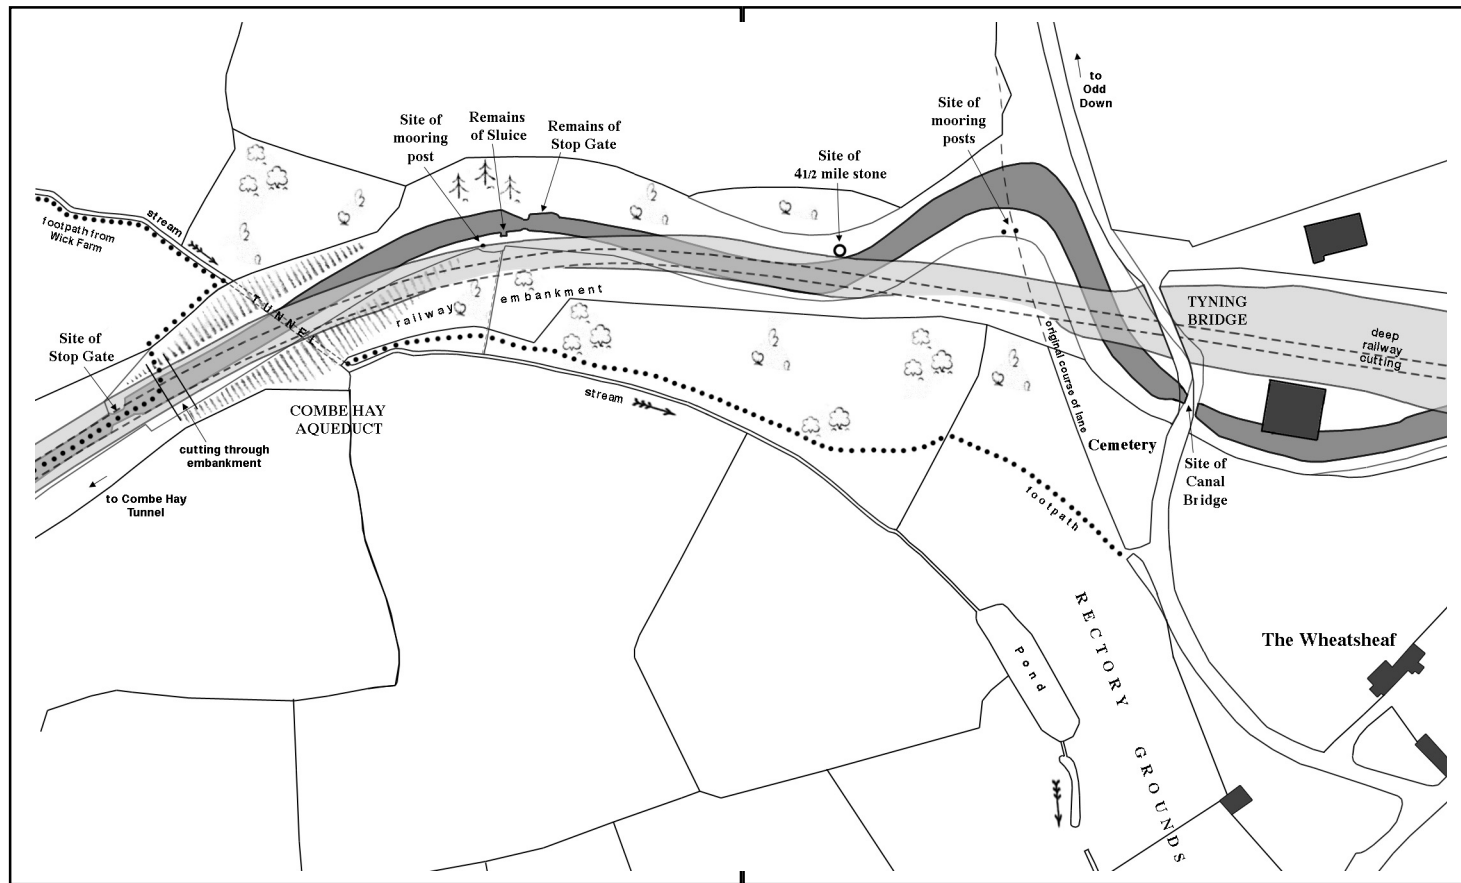 to
Odd
Down
Site of
mooring
posts
Remains
of Sluice
Site of
mooring
post
Remains of
Stop Gate
Site of
41/2 mile stone
stream
footpath from
Wick Farm
TUNNEL
railway
embankment
TYNING
BRIDGE
deep
railway
cutting
original course of lane
Site of
Stop Gate
stream
COMBE HAY
AQUEDUCT
cutting through
embankment
Cemetery
Site of
Canal
Bridge
to Combe Hay
Tunnel
footpath
The Wheatsheaf
Pond
RECTORY GROUNDS